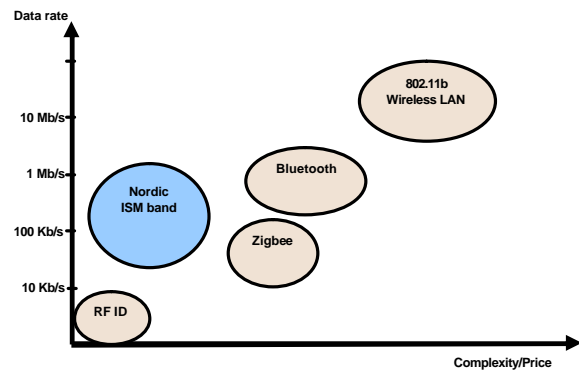 Data rate
802.11b
Wireless LAN
10 Mb/s
Bluetooth
1 Mb/s
Nordic
ISM band
100 Kb/s
Zigbee
10 Kb/s
RF ID
Complexity/Price